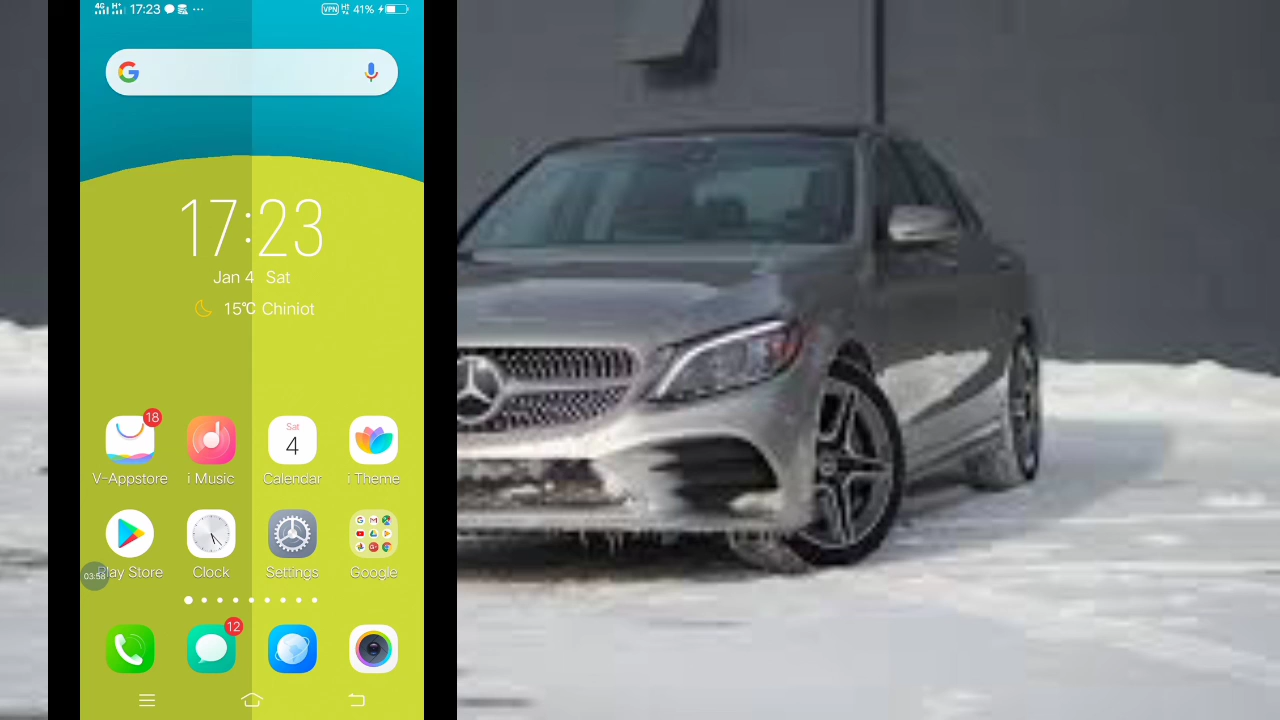 4G H+ 17:23 ... VPN 41%
17:23
Jan 4 Sat
15℃ Chiniot
18
Sat
4
V-Appstore i Music Calendar i Theme
03:58
Play Store Clock Settings Google
12